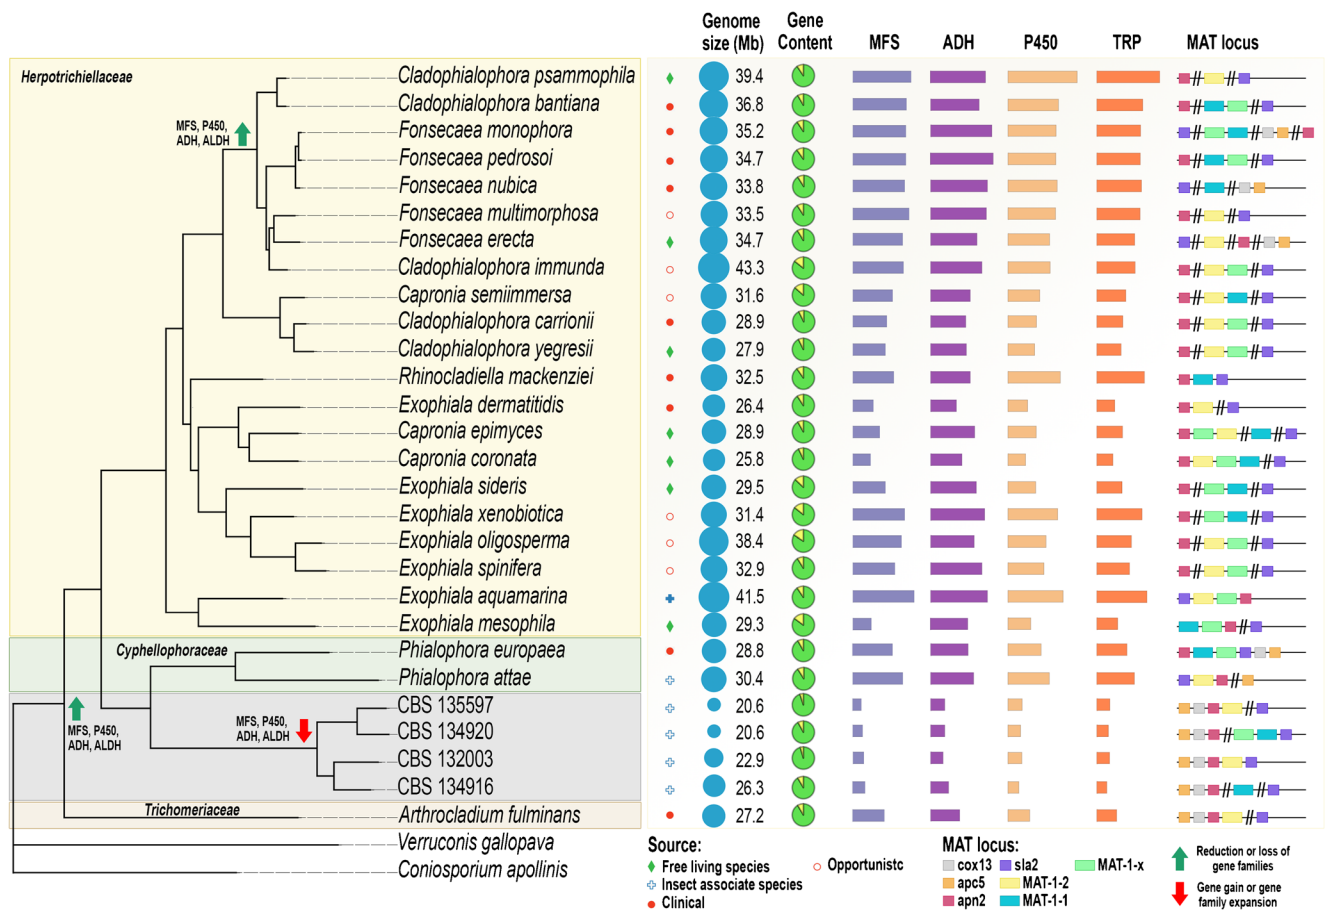 Genome size (Mb) Gene Content MFS ADH P450 TRP MAT locus
Herpotrichiellaceae
Cladophialophora psammophila 39.4
Cladophialophora bantiana 36.8
MFS, P450,
ADH, ALDH
Fonsecaea monophora 35.2
Fonsecaea pedrosoi 34.7
Fonsecaea nubica 33.8
Fonsecaea multimorphosa 33.5
Fonsecaea erecta 34.7
Cladophialophora immunda 43.3
Capronia semiimmersa 31.6
Cladophialophora carrionii 28.9
Cladophialophora yegresii 27.9
Rhinocladiella mackenziei 32.5
Exophiala dermatitidis 26.4
Capronia epimyces 28.9
Capronia coronata 25.8
Exophiala sideris 29.5
Exophiala xenobiotica 31.4
Exophiala oligosperma 38.4
Exophiala spinifera 32.9
Exophiala aquamarina 41.5
Exophiala mesophila 29.3
Cyphellophoraceae
Phialophora europaea 28.8
Phialophora attae 30.4
CBS 135597 20.6
MFS, P450,
ADH, ALDH
MFS, P450,
ADH, ALDH
CBS 134920 20.6
CBS 132003 22.9
CBS 134916 26.3
Trichomeriaceae
Arthrocladium fulminans 27.2
Verruconis gallopava
Coniosporium apollinis
Source:
Free living species
Opportunistc
Insect associate species
Clinical
MAT locus:
cox13 sla2 MAT-1-x
apc5 MAT-1-2
apn2 MAT-1-1
Reduction or loss of
gene families
Gene gain or gene
family expansion